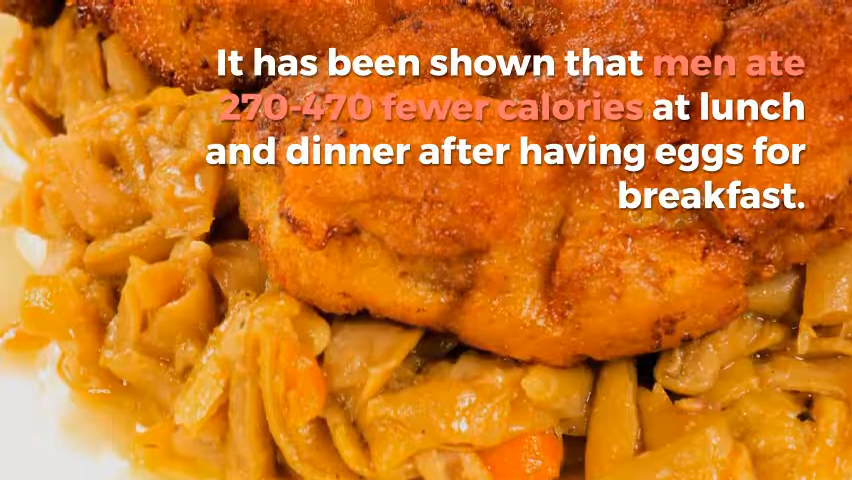 It has been shown that men ate
270-470 fewer calories at lunch
and dinner after having eggs for
breakfast.